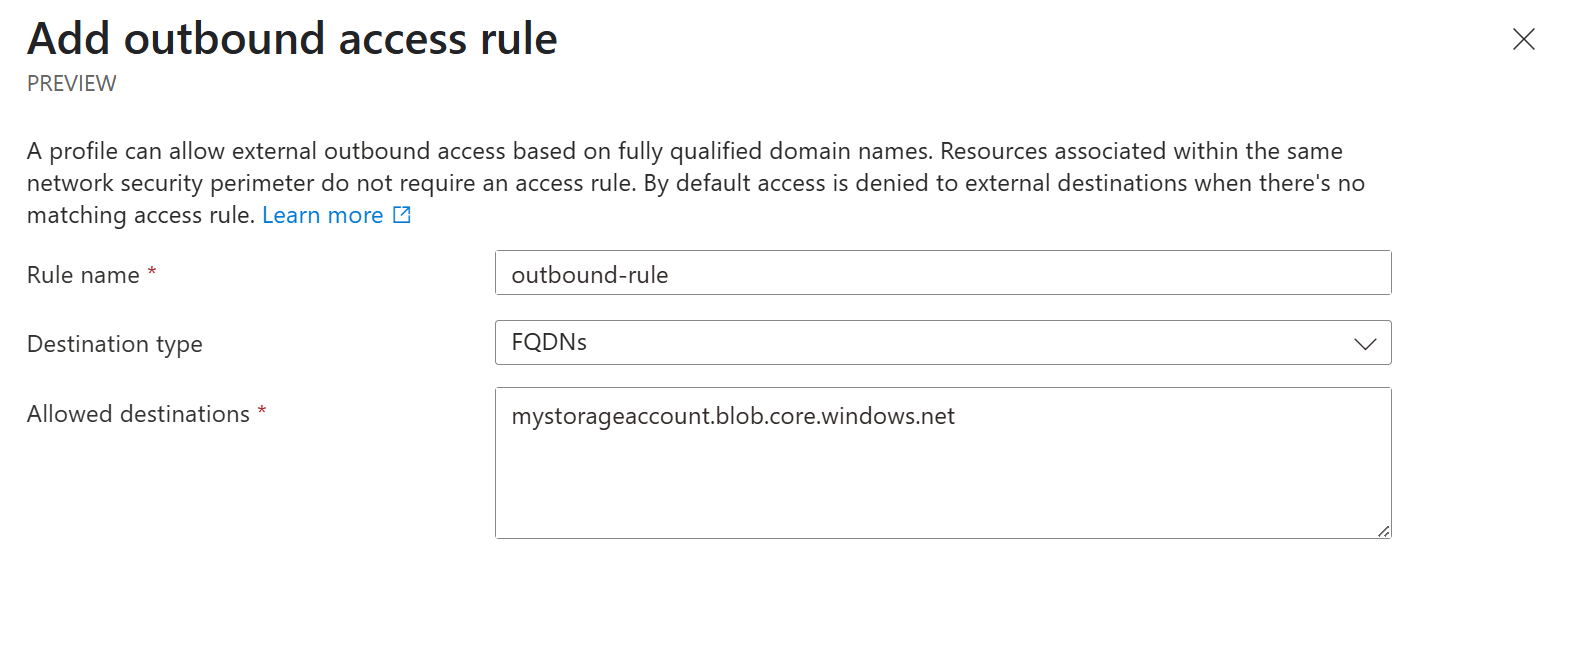 Add outbound access rule
PREVIEW
A profile can allow external outbound access based on fully qualified domain names. Resources associated within the same
network security perimeter do not require an access rule. By default access is denied to external destinations when there's no
matching access rule. Learn more
Rule name *
outbound-rule
Destination type
FQDNs
Allowed destinations *
mystorageaccount.blob.core.windows.net